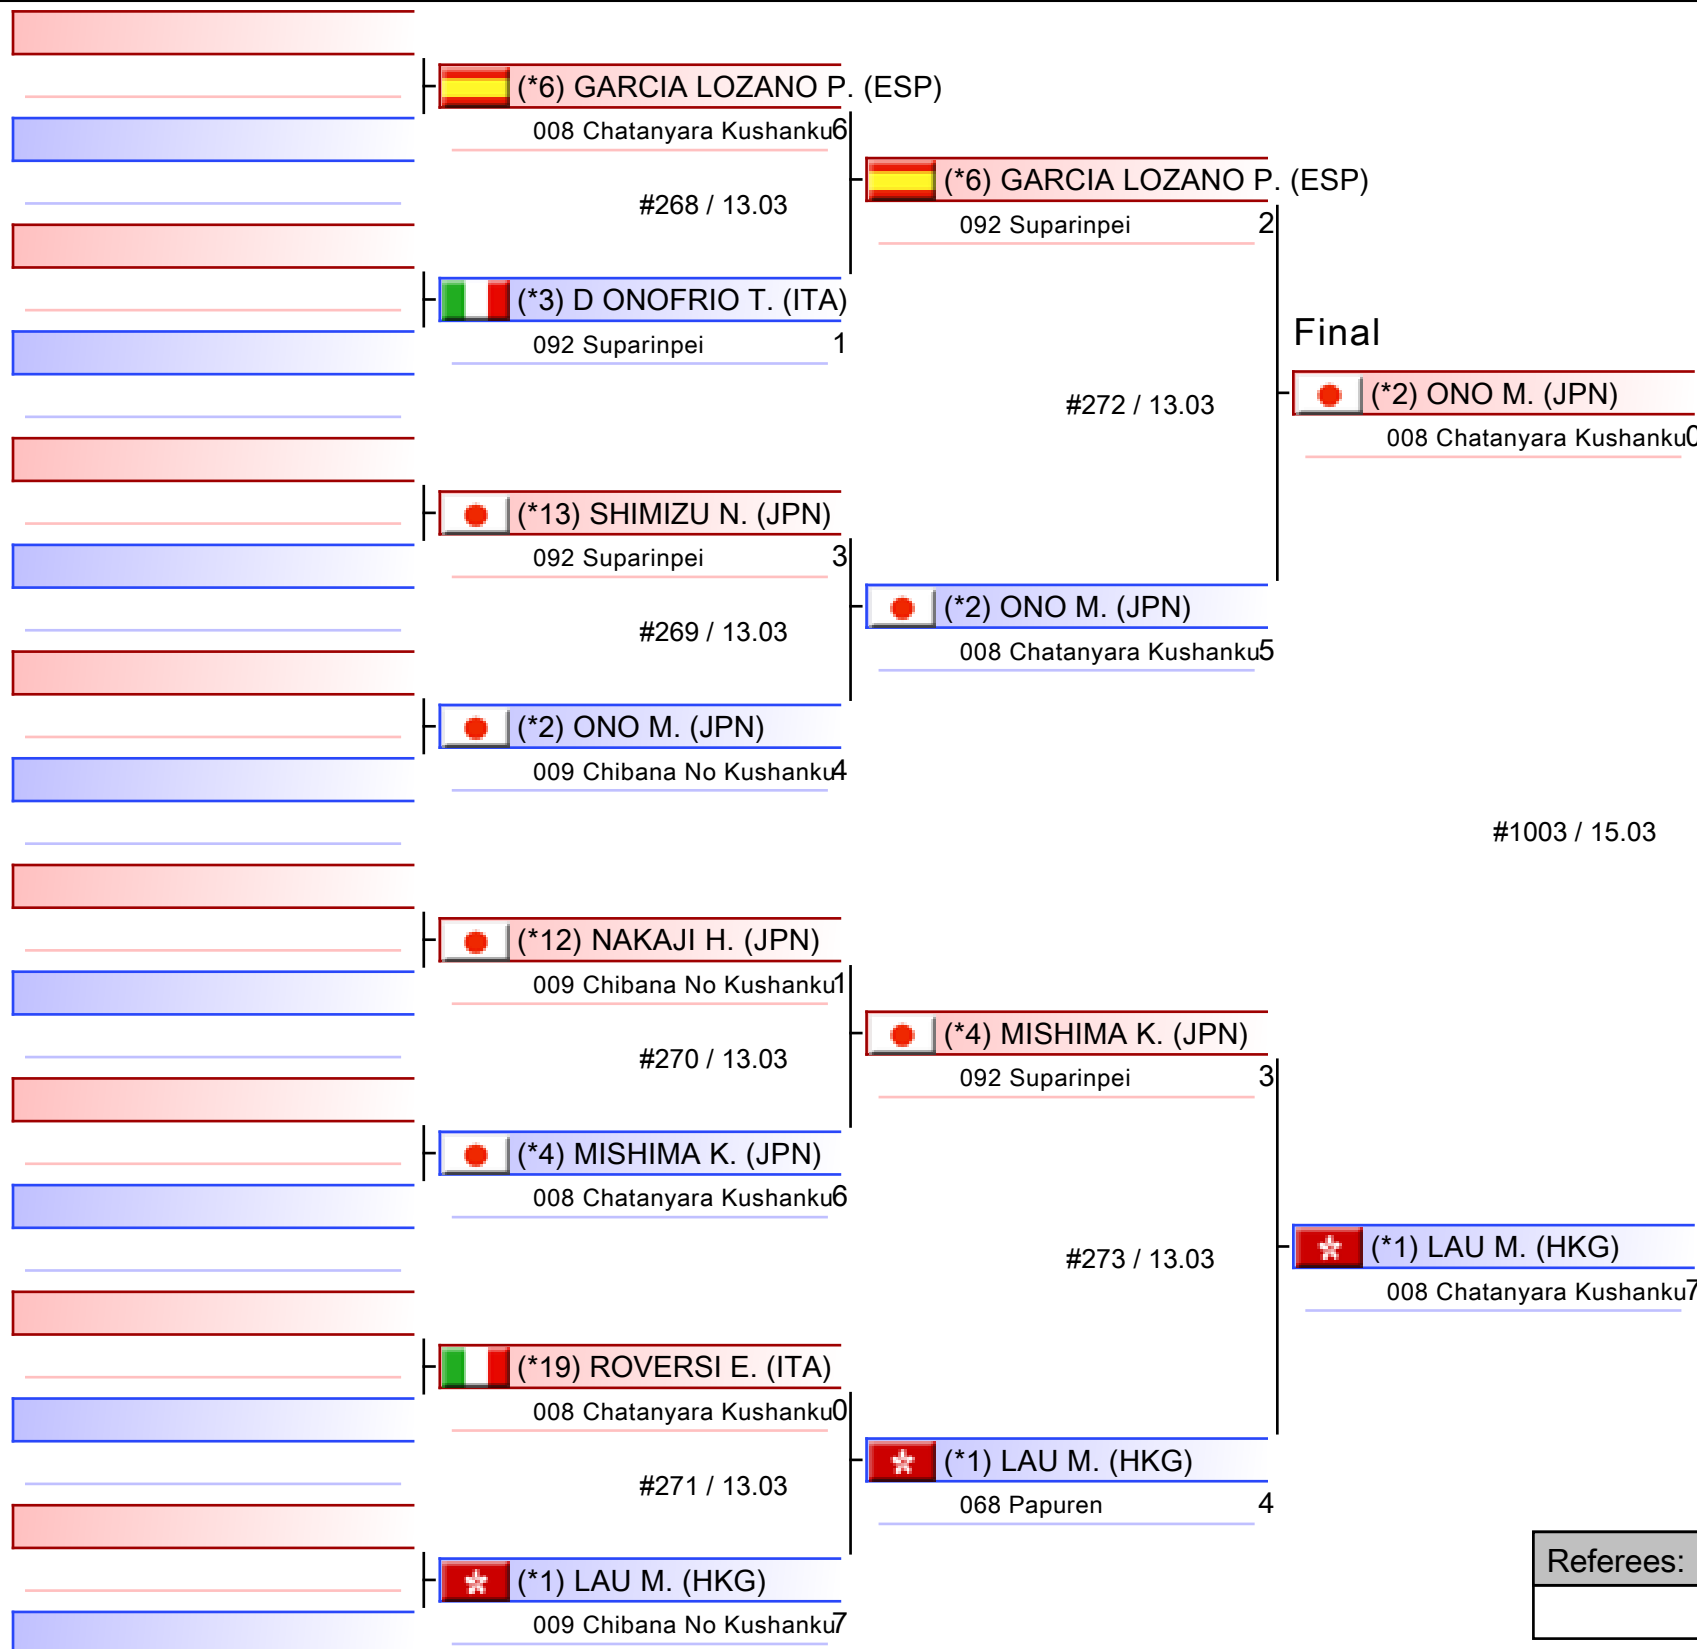 (*6) GARCIA LOZANO P. (ESP)
008 Chatanyara Kushanku 6
#268 / 13.03
(*3) D ONOFRIO T. (ITA)
092 Suparinpei 1
(*13) SHIMIZU N. (JPN)
092 Suparinpei 3
#269 / 13.03
(*2) ONO M. (JPN)
009 Chibana No Kushanku 4
(*12) NAKAJI H. (JPN)
009 Chibana No Kushanku 1
#270 / 13.03
(*4) MISHIMA K. (JPN)
008 Chatanyara Kushanku 6
(*19) ROVERSI E. (ITA)
008 Chatanyara Kushanku 0
#271 / 13.03
(*1) LAU M. (HKG)
009 Chibana No Kushanku 7
(*6) GARCIA LOZANO P. (ESP)
092 Suparinpei 2
#272 / 13.03
(*2) ONO M. (JPN)
008 Chatanyara Kushanku 5
(*4) MISHIMA K. (JPN)
092 Suparinpei 3
#273 / 13.03
(*1) LAU M. (HKG)
068 Papuren 4
Final
(*2) ONO M. (JPN)
008 Chatanyara Kushanku 0
#1003 / 15.03
(*1) LAU M. (HKG)
008 Chatanyara Kushanku 7
Referees: